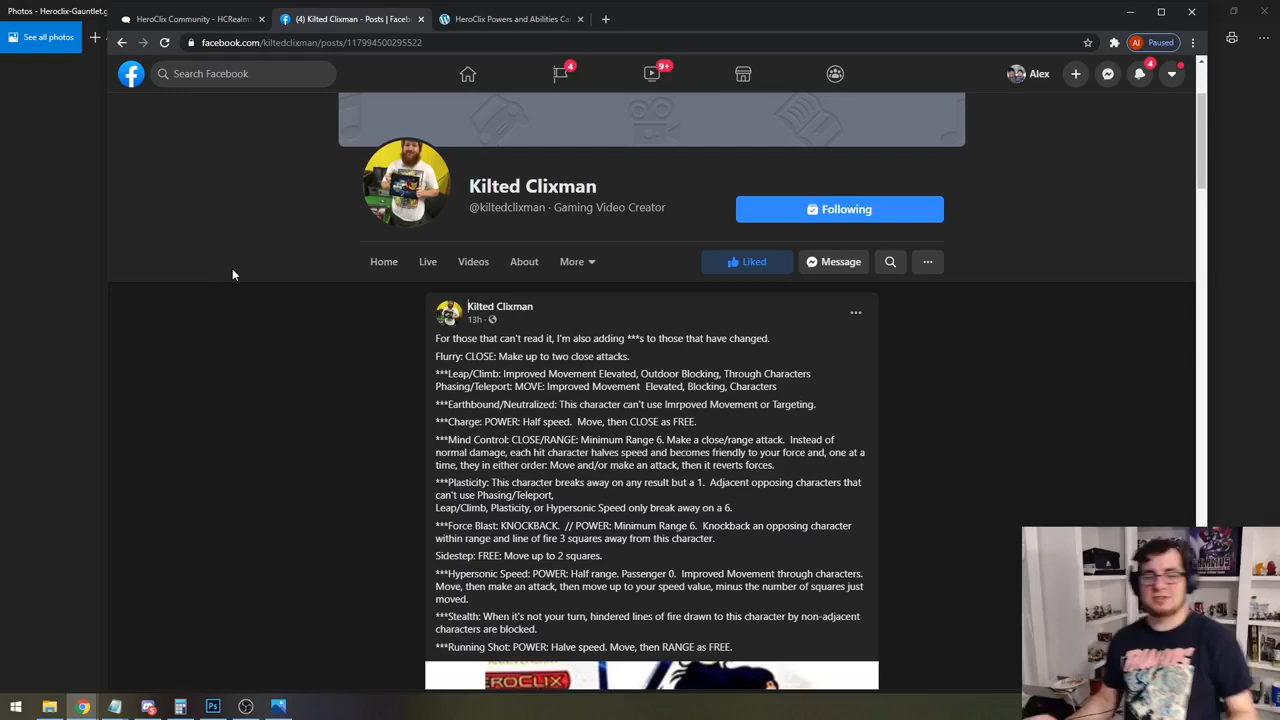 Photos - Heroclix-Gauntlet.g
See all photos
HeroClix Community - HCRealm
(4) Kilted Clixman - Posts | Faceb
HeroClix Powers and Abilities Ca
facebook.com/kiltedclixman/posts/117994500295522
Paused
Search Facebook
4
9+
Alex
4
Kilted Clixman
@kiltedclixman · Gaming Video Creator
Following
Home
Live
Videos
About
More
Liked
Message
Kilted Clixman
13h ·
For those that can't read it, I'm also adding ***s to those that have changed.
Flurry: CLOSE: Make up to two close attacks.
***Leap/Climb: Improved Movement Elevated, Outdoor Blocking, Through Characters
Phasing/Teleport: MOVE: Improved Movement Elevated, Blocking, Characters
***Earthbound/Neutralized: This character can't use Imrpoved Movement or Targeting.
***Charge: POWER: Half speed. Move, then CLOSE as FREE.
***Mind Control: CLOSE/RANGE: Minimum Range 6. Make a close/range attack. Instead of
normal damage, each hit character halves speed and becomes friendly to your force and, one at a
time, they in either order: Move and/or make an attack, then it reverts forces.
***Plasticity: This character breaks away on any result but a 1. Adjacent opposing characters that
can't use Phasing/Teleport,
Leap/Climb, Plasticity, or Hypersonic Speed only break away on a 6.
***Force Blast: KNOCKBACK. // POWER: Minimum Range 6. Knockback an opposing character
within range and line of fire 3 squares away from this character.
Sidestep: FREE: Move up to 2 squares.
***Hypersonic Speed: POWER: Half range. Passenger 0. Improved Movement through characters.
Move, then make an attack, then move up to your speed value, minus the number of squares just
moved.
***Stealth: When it's not your turn, hindered lines of fire drawn to this character by non-adjacent
characters are blocked.
***Running Shot: POWER: Halve speed. Move, then RANGE as FREE.
EROCLIX